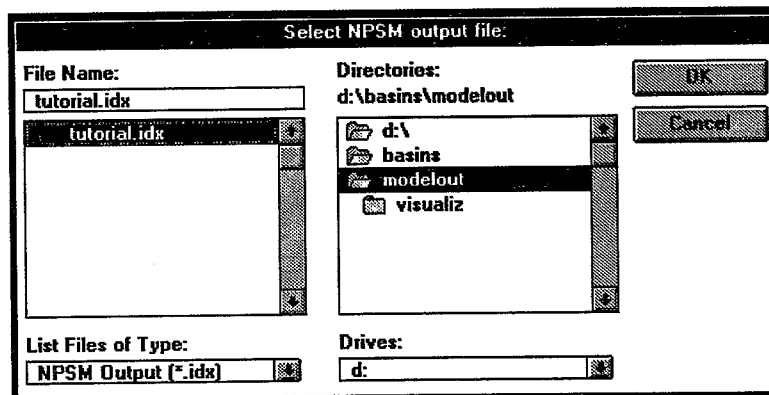 Select NPSM output file:
File Name:
tutorial.idx
tutorial.idx
List Files of Type:
NPSM Output (*.idx)
Directories:
d:\basins\modelout
d:\
basins
modelout
visualiz
Drives:
d:
OK
Cancel